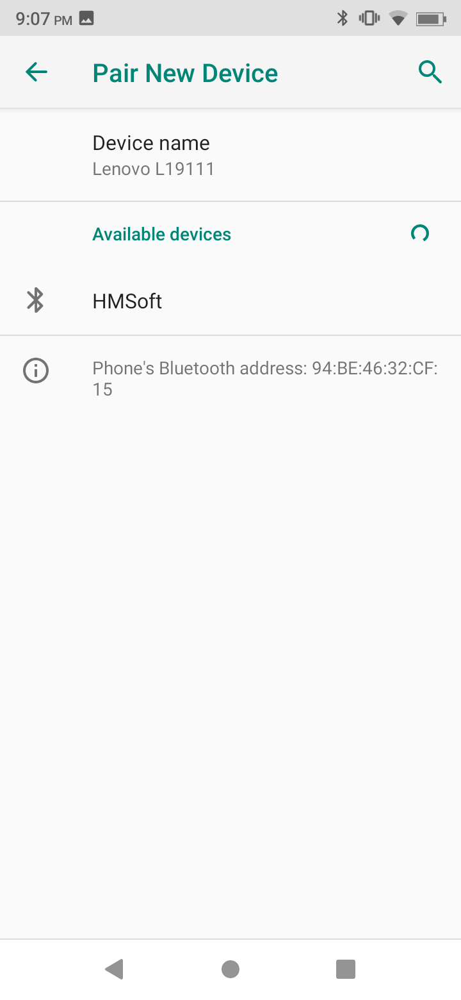 9:07 PM
Pair New Device
Device name
Lenovo L19111
Available devices
HMSoft
Phone's Bluetooth address: 94:BE:46:32:CF:
15